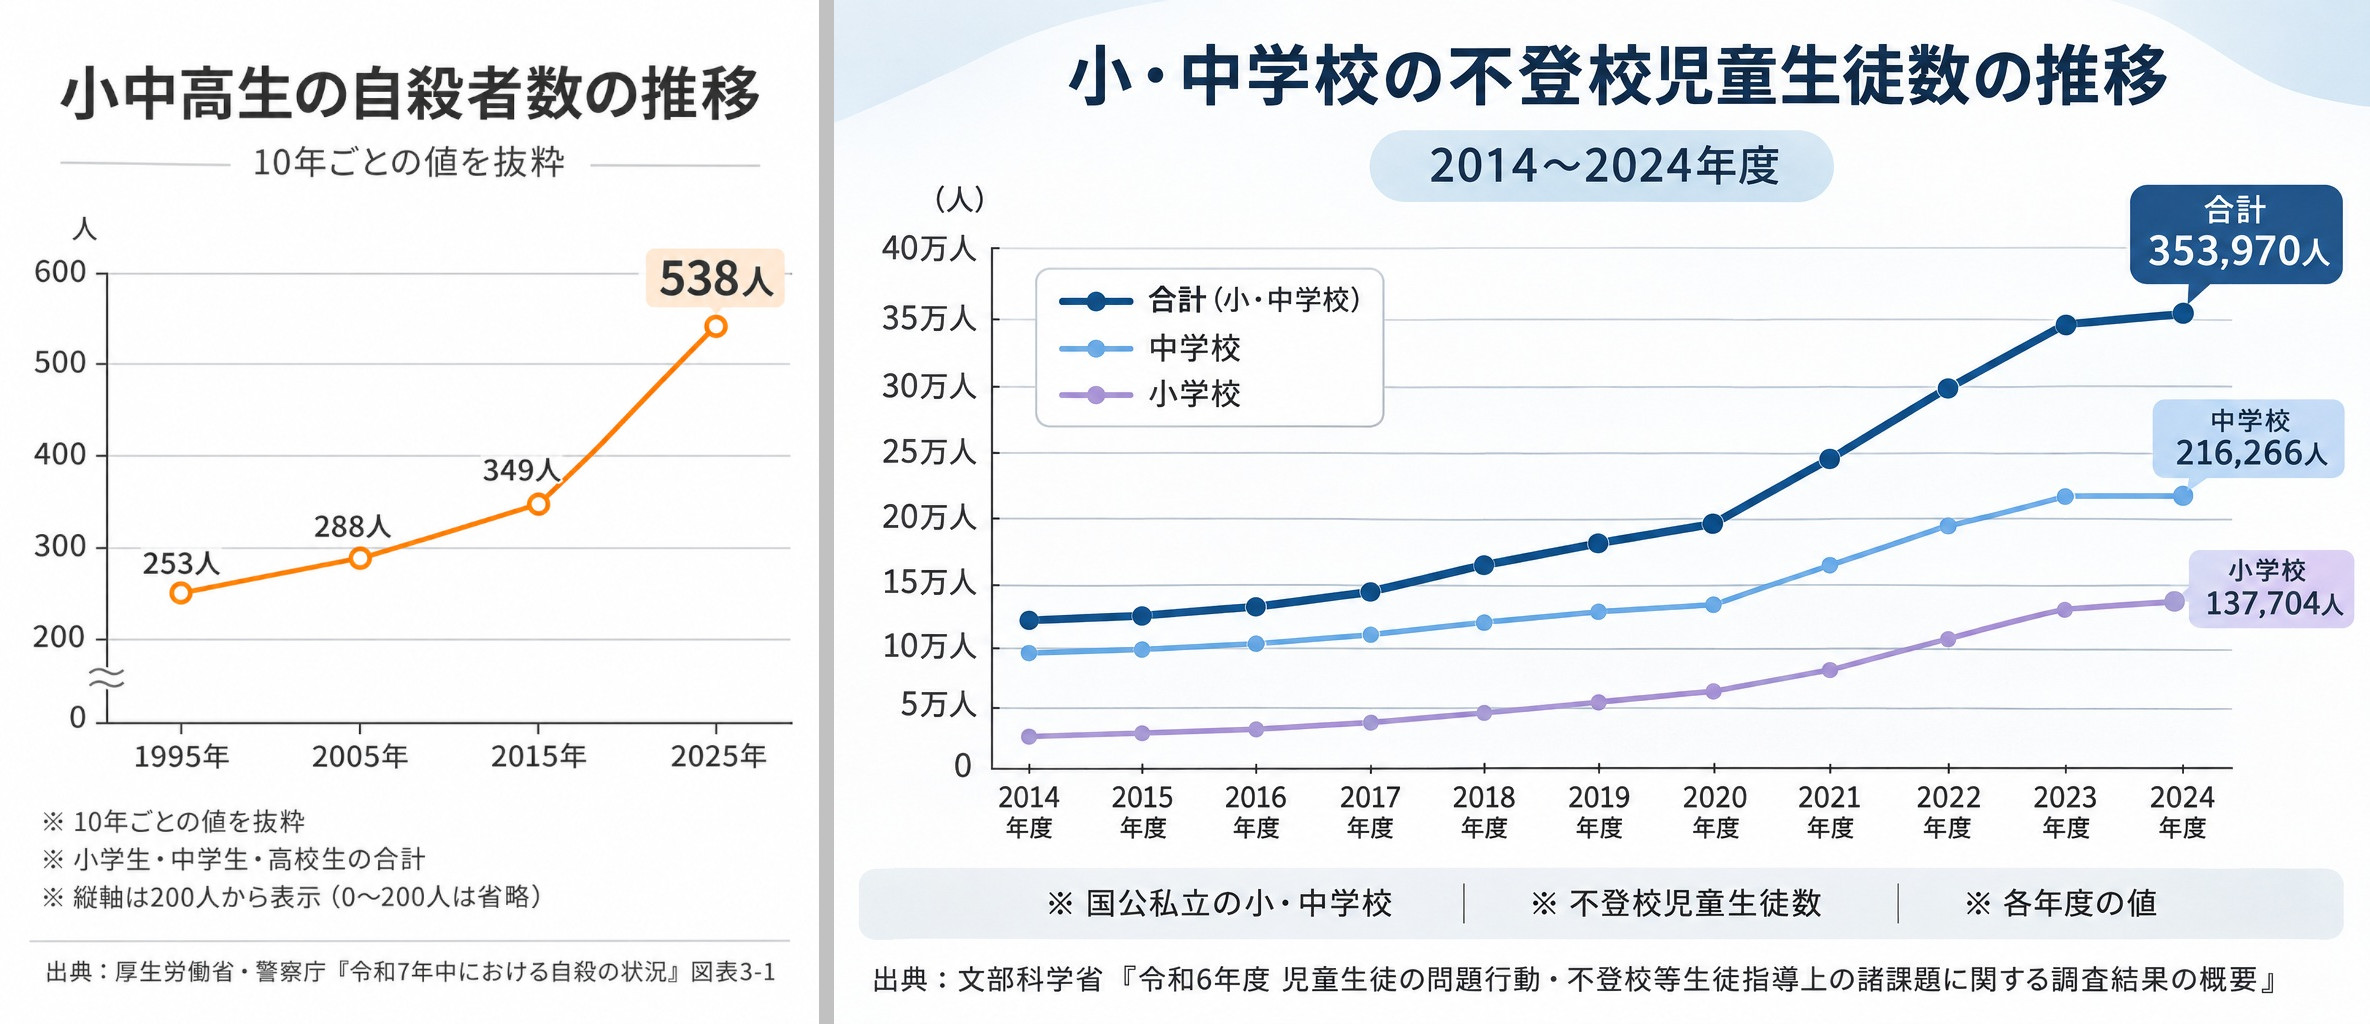 小中高生の自殺者数の推移
10年ごとの値を抜粋
人
600
500
400
300
200
0
253人
288人
349人
538人
1995年
2005年
2015年
2025年
※ 10年ごとの値を抜粋
※ 小学生・中学生・高校生の合計
※ 縦軸は200人から表示（0〜200人は省略）
出典：厚生労働省・警察庁『令和7年中における自殺の状況』図表3-1
小・中学校の不登校児童生徒数の推移
2014〜2024年度
（人）
40万人
35万人
30万人
25万人
20万人
15万人
10万人
5万人
0
合計（小・中学校）
中学校
小学校
合計
353,970人
中学校
216,266人
小学校
137,704人
2014
年度
2015
年度
2016
年度
2017
年度
2018
年度
2019
年度
2020
年度
2021
年度
2022
年度
2023
年度
2024
年度
※ 国公私立の小・中学校
※ 不登校児童生徒数
※ 各年度の値
出典：文部科学省『令和6年度 児童生徒の問題行動・不登校等生徒指導上の諸課題に関する調査結果の概要』